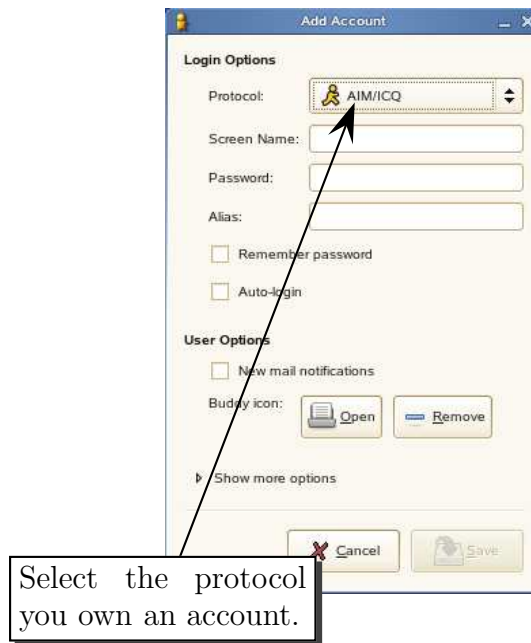 Add Account
Login Options
Protocol:
AIM/ICQ
Screen Name:
Password:
Alias:
Remember password
Auto-login
User Options
New mail notifications
Buddy icon:
Open
Remove
Show more options
Cancel
Save
Select the protocol
you own an account.